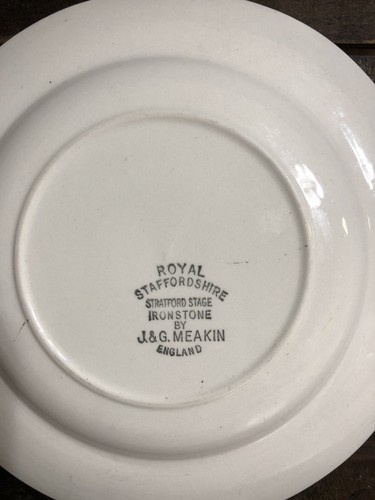 ROYAL
STAFFORDSHIRE
STRATFORD STAGE
IRONSTONE
BY
J.&G. MEAKIN
ENGLAND